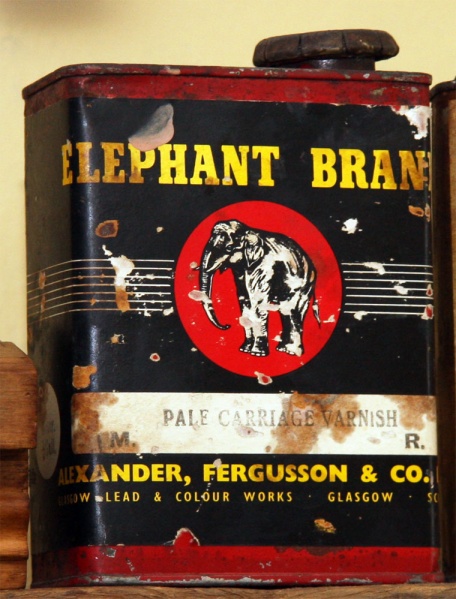 ELEPHANT BRAN
PALE CARRIAGE VARNISH
M. R.
ALEXANDER, FERGUSSON & CO.
LEAD & COLOUR WORKS · GLASGOW ·